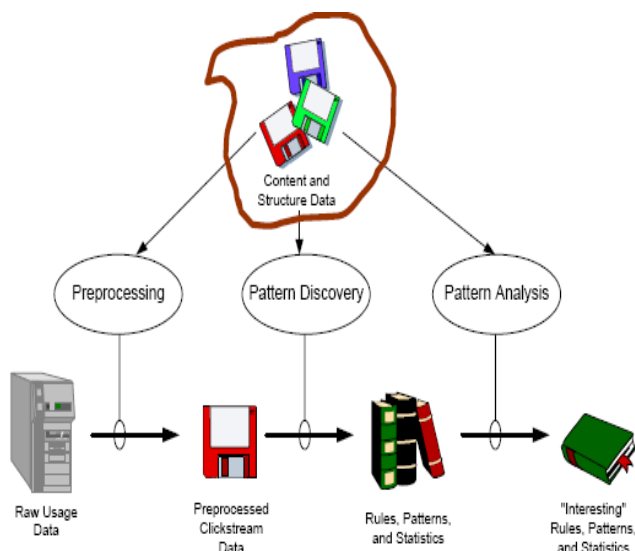 Content and
Structure Data
Preprocessing
Pattern Discovery
Pattern Analysis
Raw Usage
Data
Preprocessed
Clickstream
Data
Rules, Patterns,
and Statistics
"Interesting"
Rules, Patterns,
and Statistics